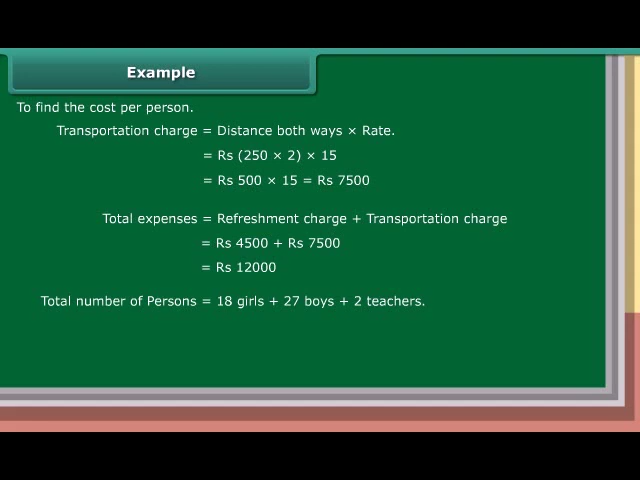 Example
To find the cost per person.
Transportation charge = Distance both ways × Rate.
= Rs (250 × 2) × 15
= Rs 500 × 15 = Rs 7500
Total expenses = Refreshment charge + Transportation charge
= Rs 4500 + Rs 7500
= Rs 12000
Total number of Persons = 18 girls + 27 boys + 2 teachers.